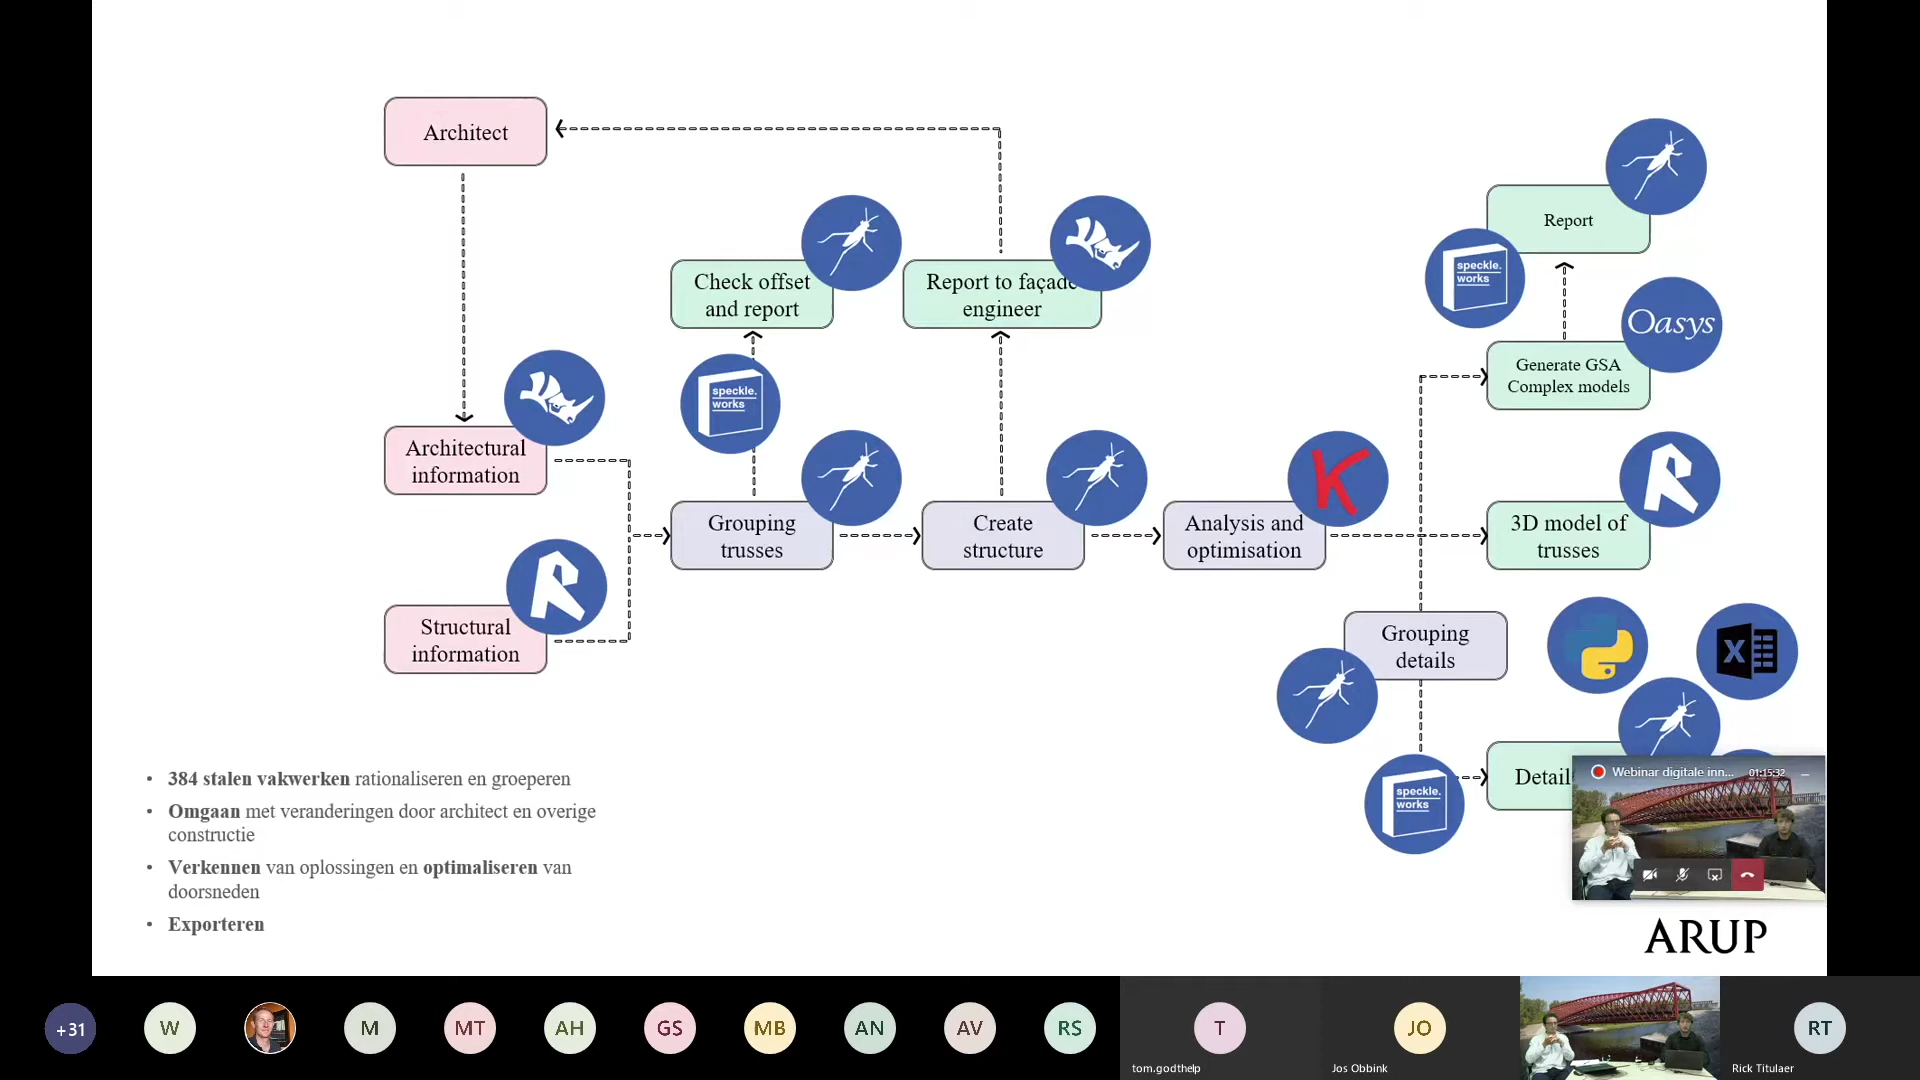 Architect
Report
speckle.
works
Check offset
and report
Report to façade
engineer
Oasys
Generate GSA
Complex models
speckle.
works
Architectural
information
Grouping
trusses
Create
structure
Analysis and
optimisation
3D model of
trusses
Structural
information
Grouping
details
X
Detail
speckle.
works
• 384 stalen vakwerken rationaliseren en groeperen
• Omgaan met veranderingen door architect en overige
constructie
• Verkennen van oplossingen en optimaliseren van
doorsneden
• Exporteren
Webinar digitale inn... 01:15:32
ARUP
+31
W
M
MT
AH
GS
MB
AN
AV
RS
T
JO
RT
tom.godthelp
Jos Obbink
Rick Titulaer